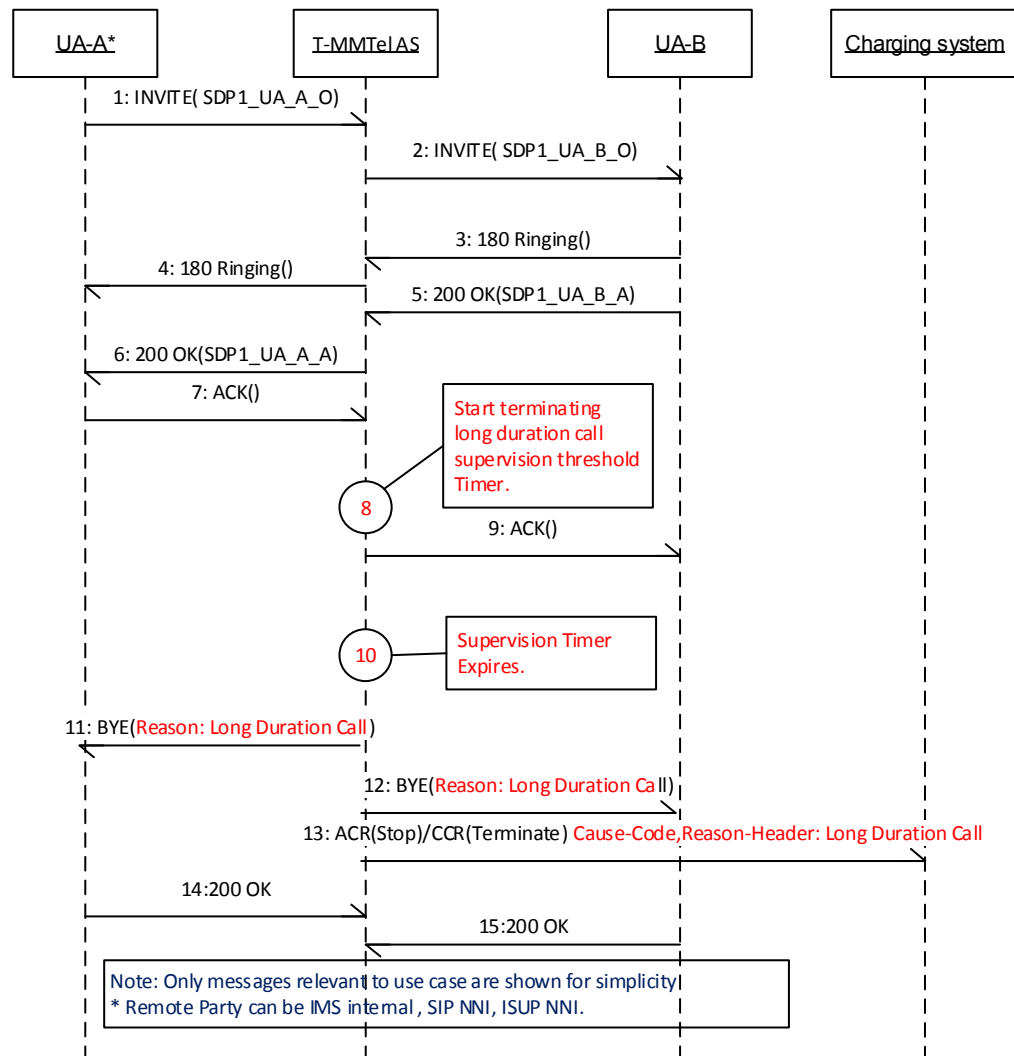 UA-A*
T-MMTel AS
UA-B
Charging system
1: INVITE( SDP1_UA_A_O)
2: INVITE( SDP1_UA_B_O)
3: 180 Ringing()
4: 180 Ringing()
5: 200 OK(SDP1_UA_B_A)
6: 200 OK(SDP1_UA_A_A)
7: ACK()
Start terminating
long duration call
supervision threshold
Timer.
8
9: ACK()
Supervision Timer
Expires.
10
11: BYE(Reason: Long Duration Call)
12: BYE(Reason: Long Duration Call)
13: ACR(Stop)/CCR(Terminate) Cause-Code,Reason-Header: Long Duration Call
14:200 OK
15:200 OK
Note: Only messages relevant to use case are shown for simplicity
* Remote Party can be IMS internal , SIP NNI, ISUP NNI.